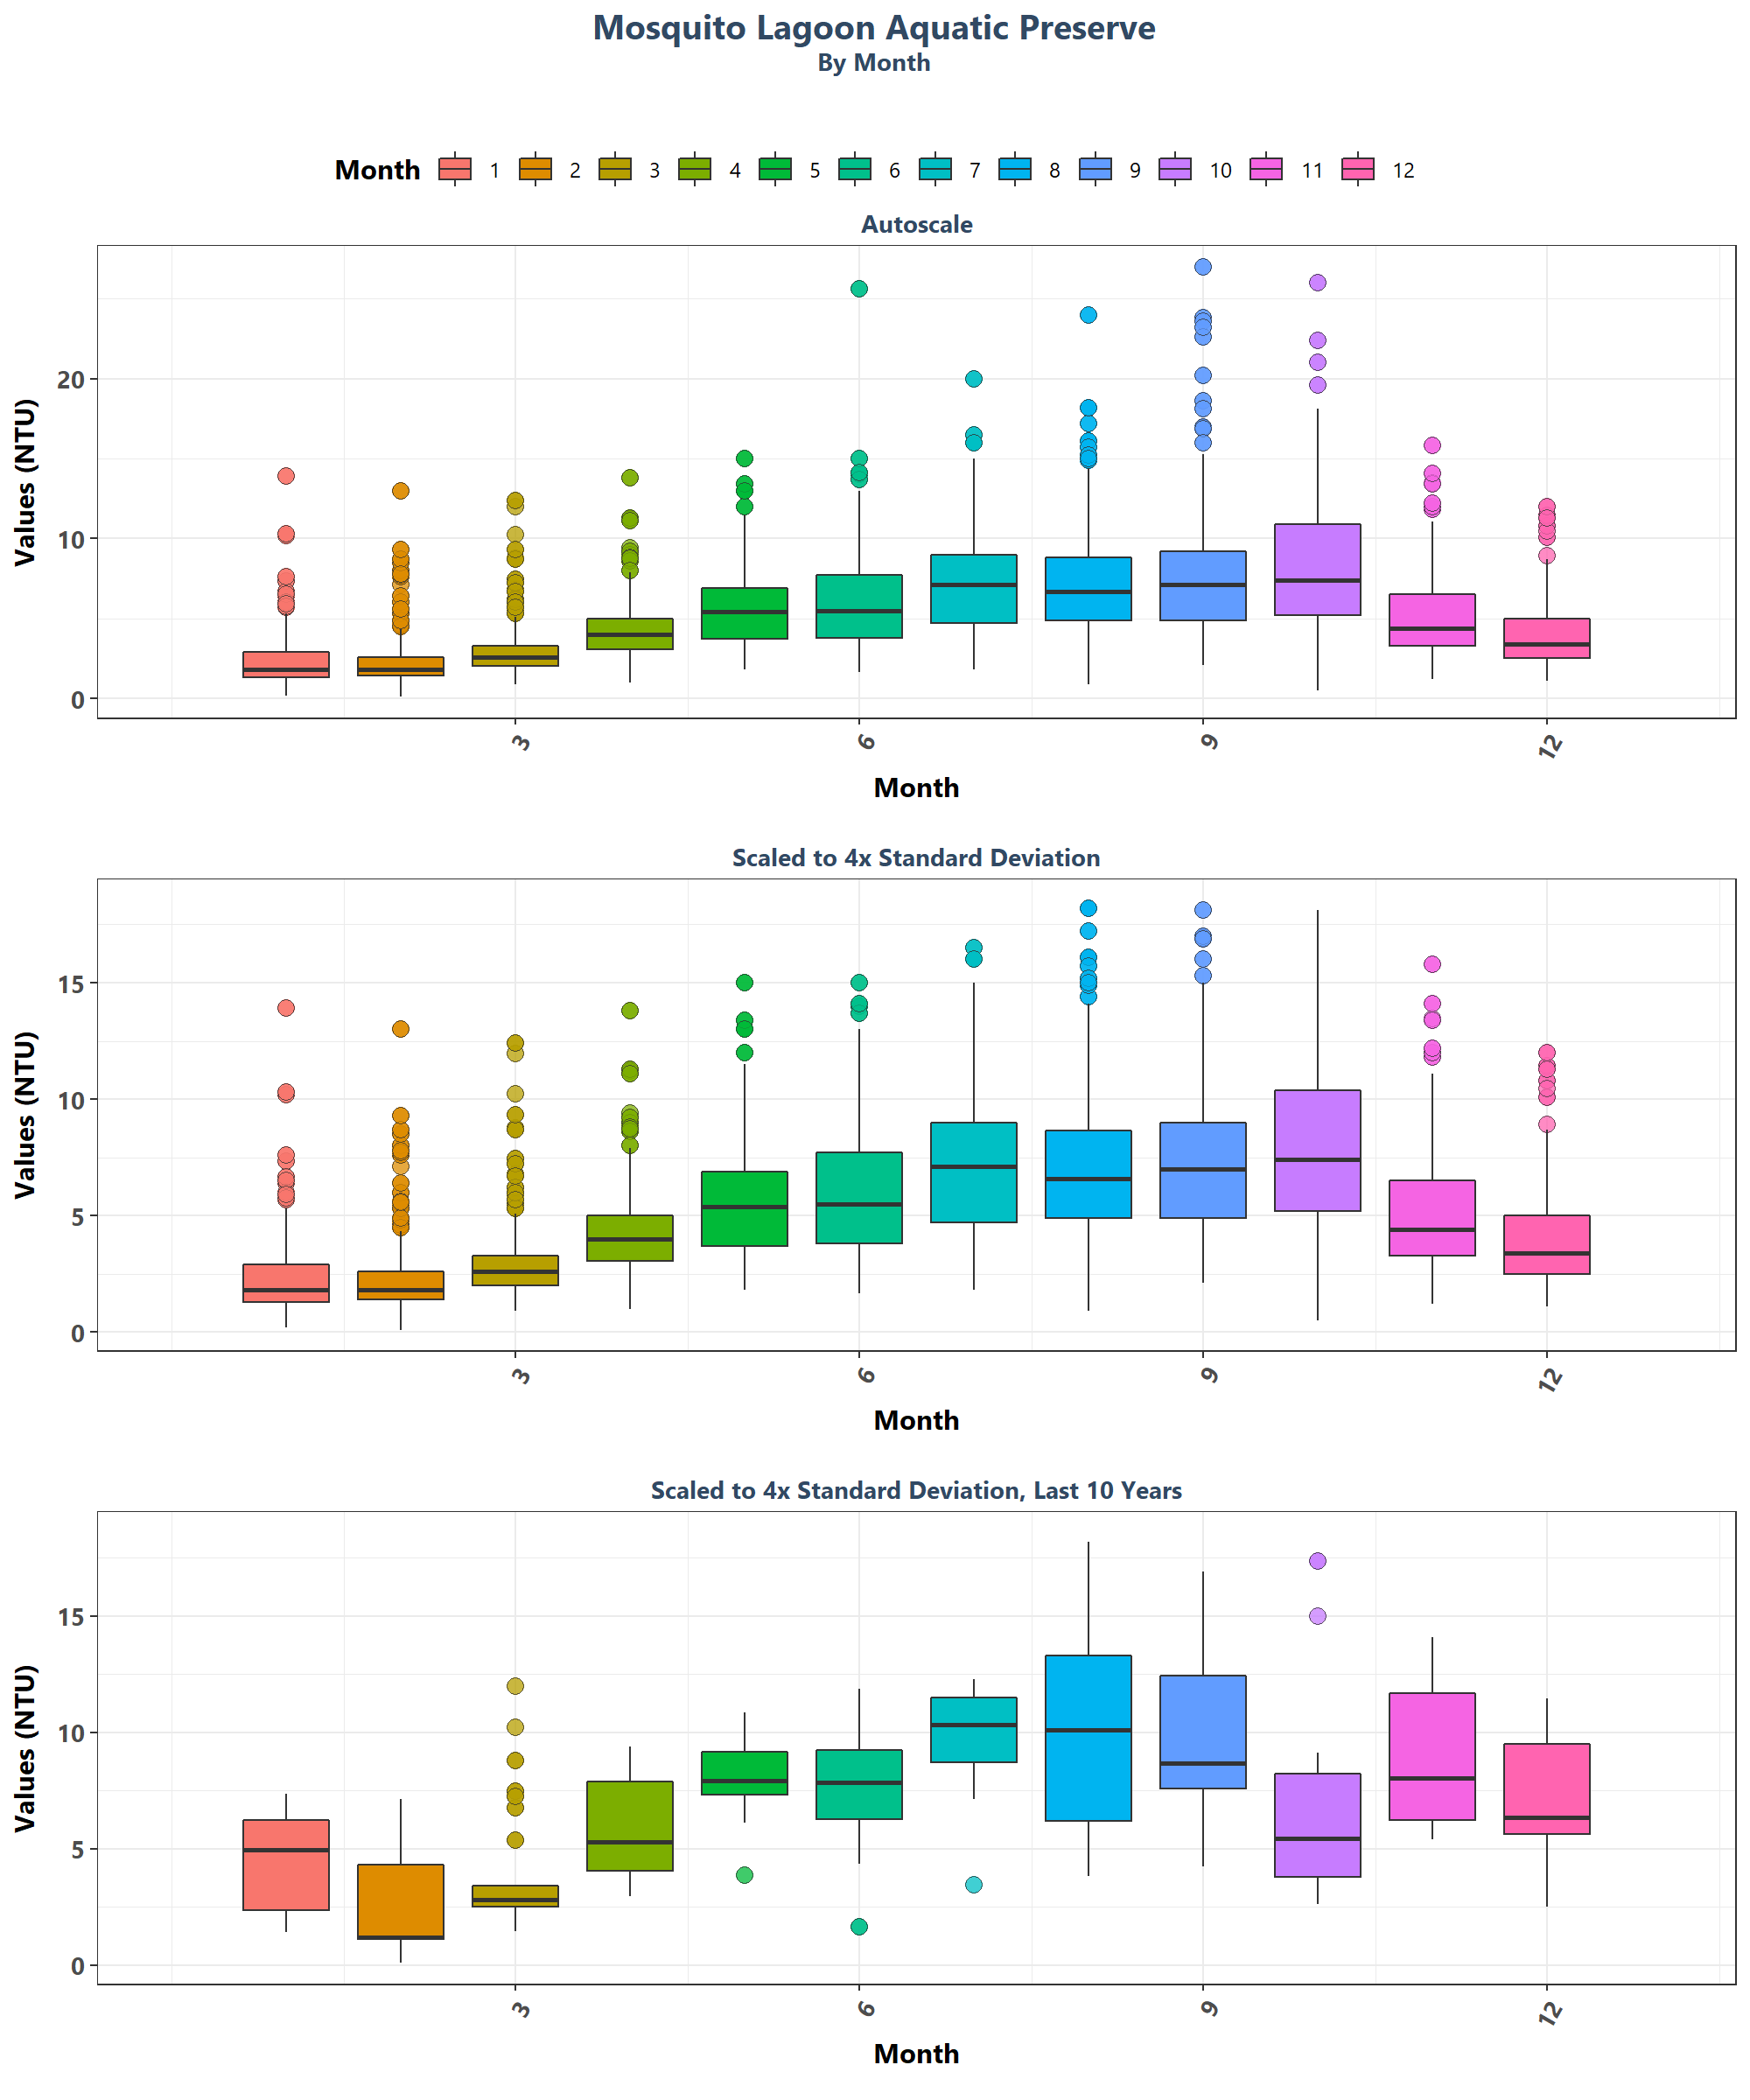 Mosquito Lagoon Aquatic Preserve
By Month
Month 1 2 3 4 5 6 7 8 9 10 11 12
Autoscale
Values (NTU)
20
10
0
3 6 9 12
Month
Scaled to 4x Standard Deviation
Values (NTU)
15
10
5
0
3 6 9 12
Month
Scaled to 4x Standard Deviation, Last 10 Years
Values (NTU)
15
10
5
0
3 6 9 12
Month